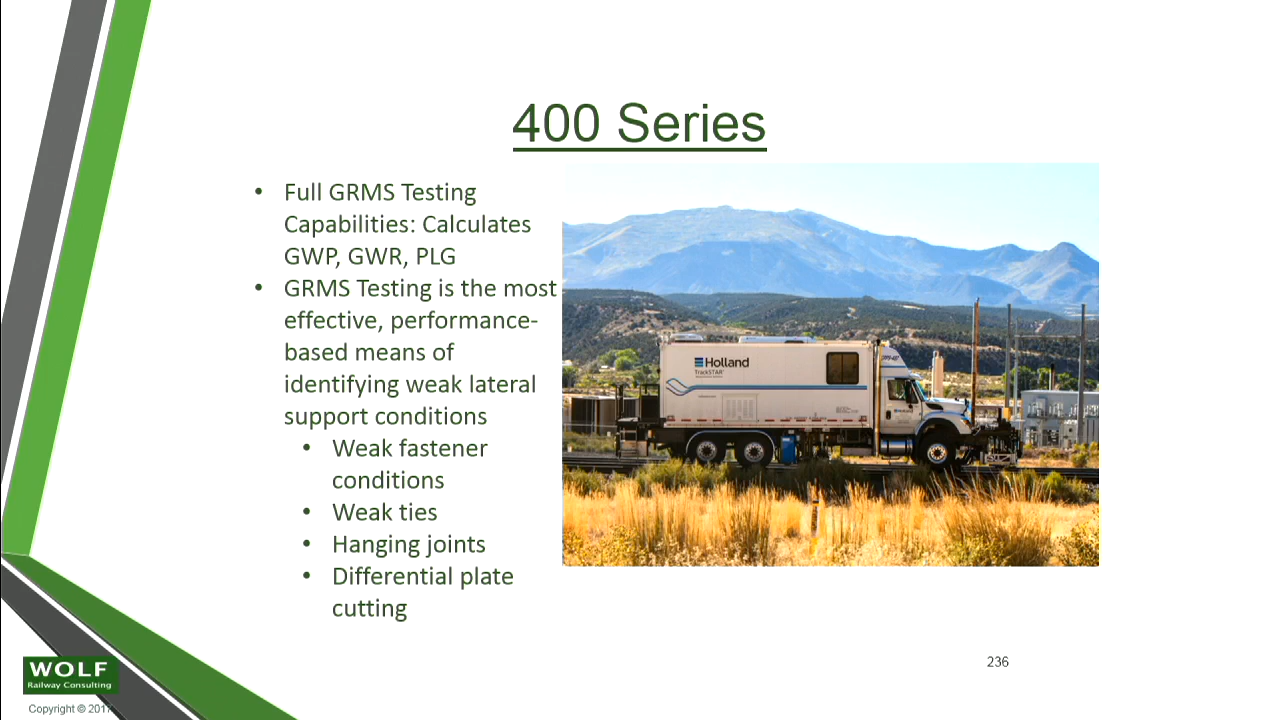 400 Series
• Full GRMS Testing
Capabilities: Calculates
GWP, GWR, PLG
• GRMS Testing is the most
effective, performance-
based means of
identifying weak lateral
support conditions
• Weak fastener
conditions
• Weak ties
• Hanging joints
• Differential plate
cutting
Holland
TrackSTAR
236
WOLF
Railway Consulting
Copyright ©